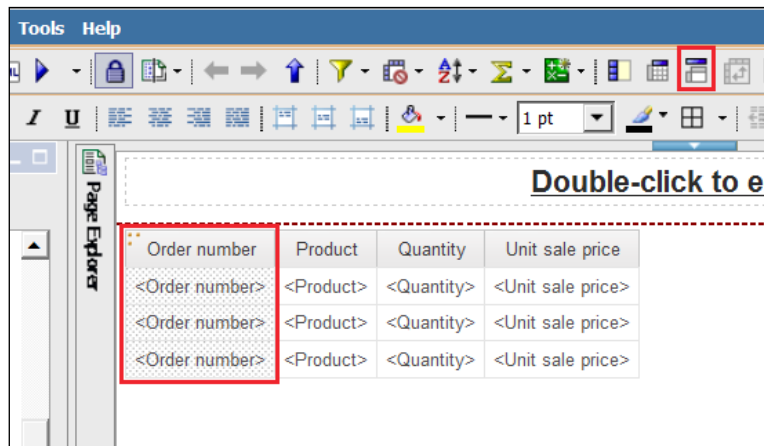 Tools Help
I U 1 pt
Page Explorer
Double-click to e
Order number Product Quantity Unit sale price
<Order number> <Product> <Quantity> <Unit sale price>
<Order number> <Product> <Quantity> <Unit sale price>
<Order number> <Product> <Quantity> <Unit sale price>